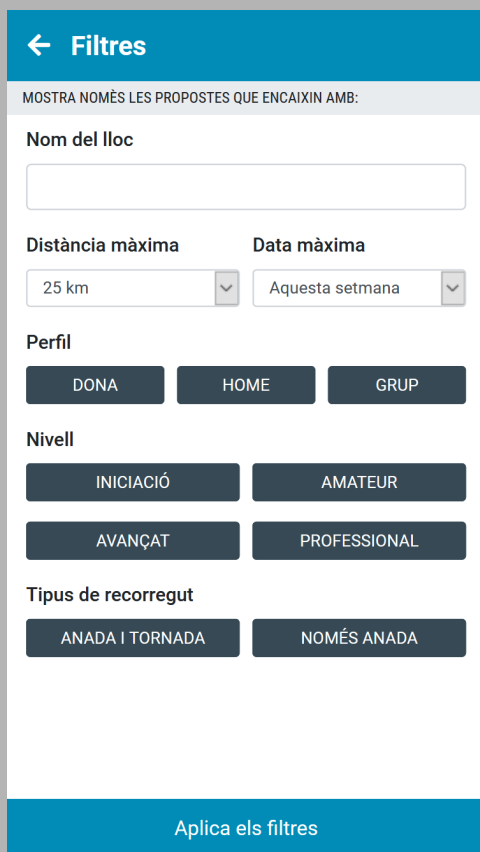 Filtres
MOSTRA NOMÈS LES PROPOSTES QUE ENCAIXIN AMB:
Nom del lloc
Distància màxima Data màxima
25 km Aquesta setmana
Perfil
DONA HOME GRUP
Nivell
INICIACIÓ AMATEUR
AVANÇAT PROFESSIONAL
Tipus de recorregut
ANADA I TORNADA NOMÉS ANADA
Aplica els filtres